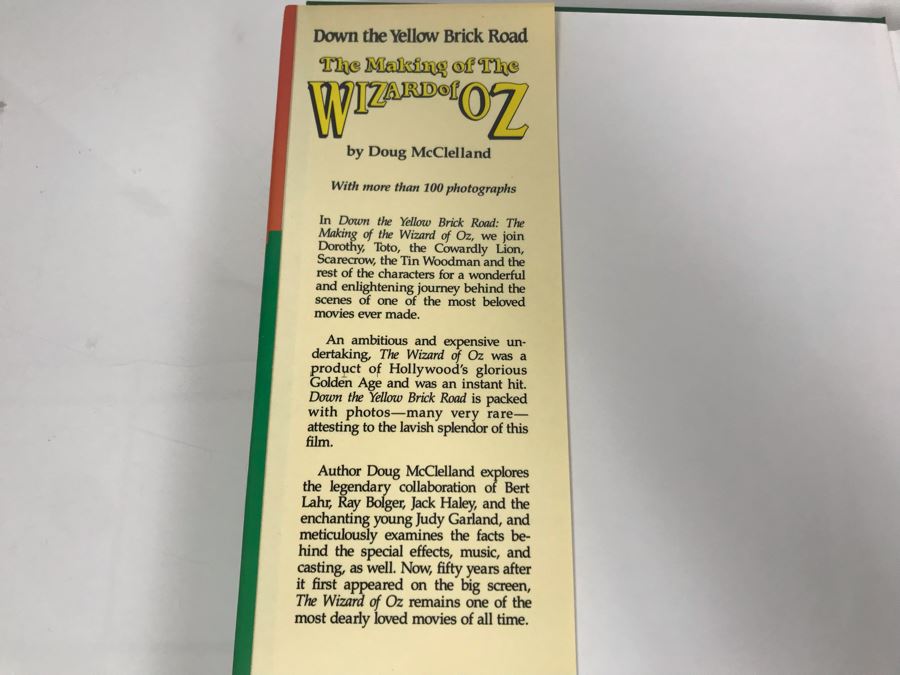 Down the Yellow Brick Road
The Making of The
WIZARD of OZ
by Doug McClelland
With more than 100 photographs
In Down the Yellow Brick Road: The
Making of the Wizard of Oz, we join
Dorothy, Toto, the Cowardly Lion,
Scarecrow, the Tin Woodman and the
rest of the characters for a wonderful
and enlightening journey behind the
scenes of one of the most beloved
movies ever made.
An ambitious and expensive un-
dertaking, The Wizard of Oz was a
product of Hollywood's glorious
Golden Age and was an instant hit.
Down the Yellow Brick Road is packed
with photos—many very rare—
attesting to the lavish splendor of this
film.
Author Doug McClelland explores
the legendary collaboration of Bert
Lahr, Ray Bolger, Jack Haley, and the
enchanting young Judy Garland, and
meticulously examines the facts be-
hind the special effects, music, and
casting, as well. Now, fifty years after
it first appeared on the big screen,
The Wizard of Oz remains one of the
most dearly loved movies of all time.